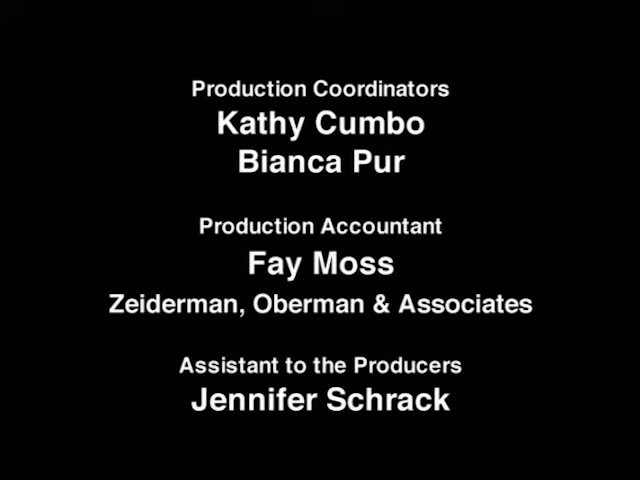 Production Coordinators
Kathy Cumbo
Bianca Pur
Production Accountant
Fay Moss
Zeiderman, Oberman & Associates
Assistant to the Producers
Jennifer Schrack